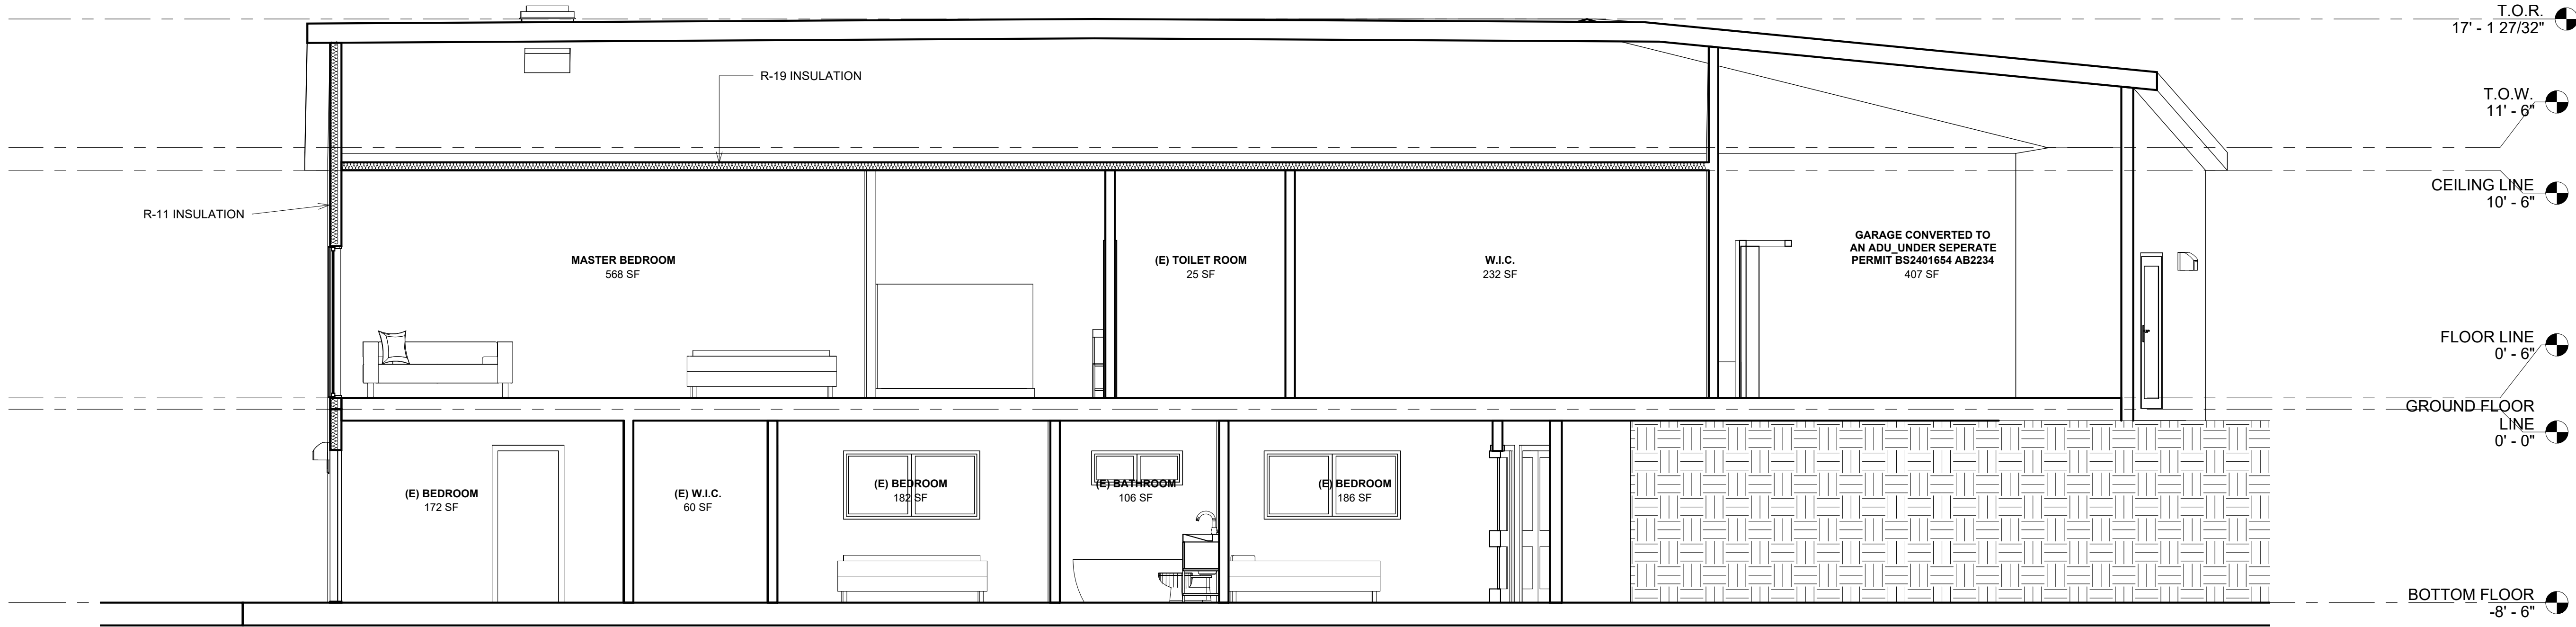 T.O.R.
17' - 1 27/32"
R-19 INSULATION
T.O.W.
11' - 6"
CEILING LINE
10' - 6"
R-11 INSULATION
MASTER BEDROOM
568 SF
(E) TOILET ROOM
25 SF
W.I.C.
232 SF
GARAGE CONVERTED TO
AN ADU_UNDER SEPERATE
PERMIT BS2401654 AB2234
407 SF
FLOOR LINE
0' - 6"
GROUND FLOOR
LINE
0' - 0"
(E) BEDROOM
172 SF
(E) W.I.C.
60 SF
(E) BEDROOM
182 SF
(E) BATHROOM
106 SF
(E) BEDROOM
186 SF
BOTTOM FLOOR
-8' - 6"